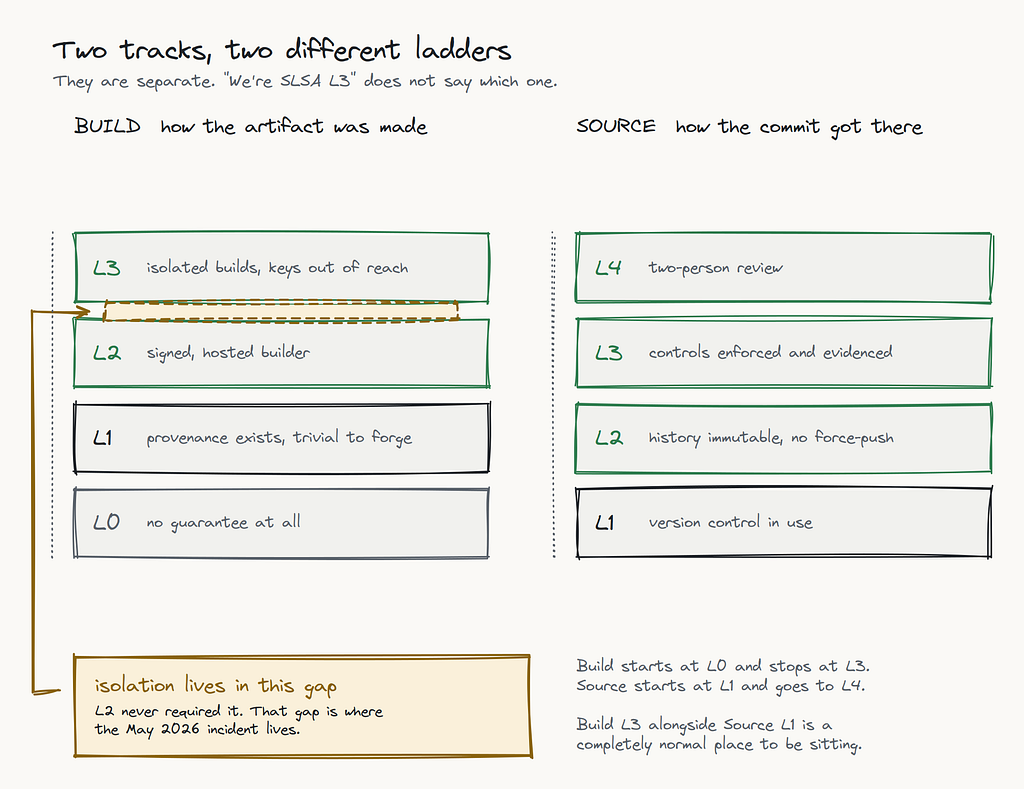 Two tracks, two different ladders
They are separate. "We're SLSA L3" does not say which one.
BUILD how the artifact was made
L3 isolated builds, keys out of reach
L2 signed, hosted builder
L1 provenance exists, trivial to forge
L0 no guarantee at all
SOURCE how the commit got there
L4 two-person review
L3 controls enforced and evidenced
L2 history immutable, no force-push
L1 version control in use
isolation lives in this gap
L2 never required it. That gap is where
the May 2026 incident lives.
Build starts at L0 and stops at L3.
Source starts at L1 and goes to L4.
Build L3 alongside Source L1 is a
completely normal place to be sitting.